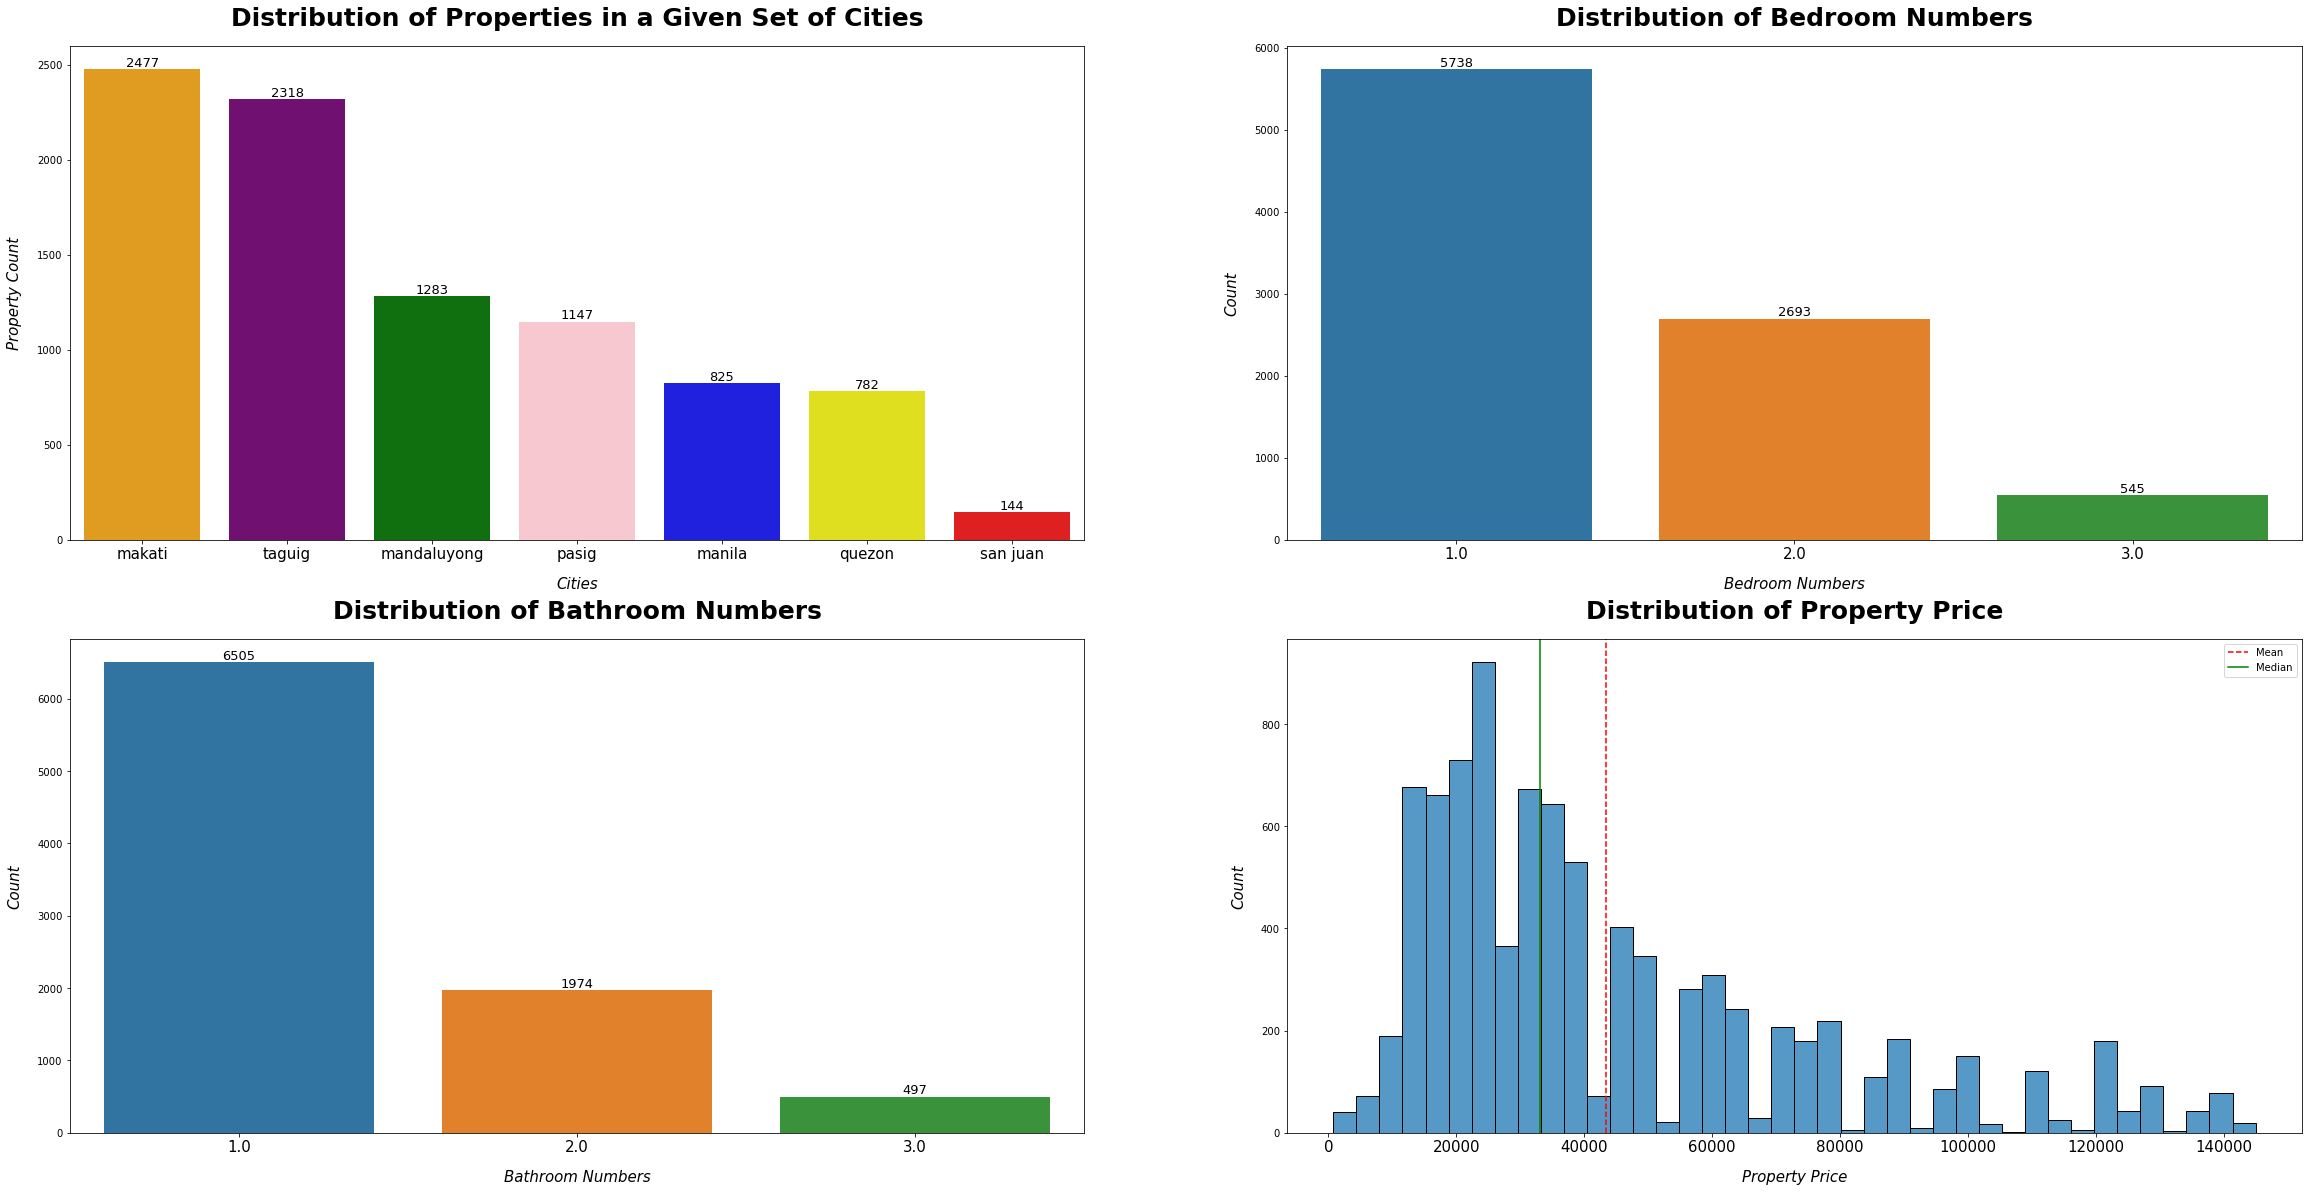 Distribution of Properties in a Given Set of Cities
Property Count
2500
2000
1500
1000
500
0
2477
2318
1283
1147
825
782
144
makati taguig mandaluyong pasig manila quezon san juan
Cities
Distribution of Bedroom Numbers
Count
6000
5000
4000
3000
2000
1000
0
5738
2693
545
1.0 2.0 3.0
Bedroom Numbers
Distribution of Bathroom Numbers
Count
6000
5000
4000
3000
2000
1000
0
6505
1974
497
1.0 2.0 3.0
Bathroom Numbers
Distribution of Property Price
Mean
Median
Count
800
600
400
200
0
0 20000 40000 60000 80000 100000 120000 140000
Property Price